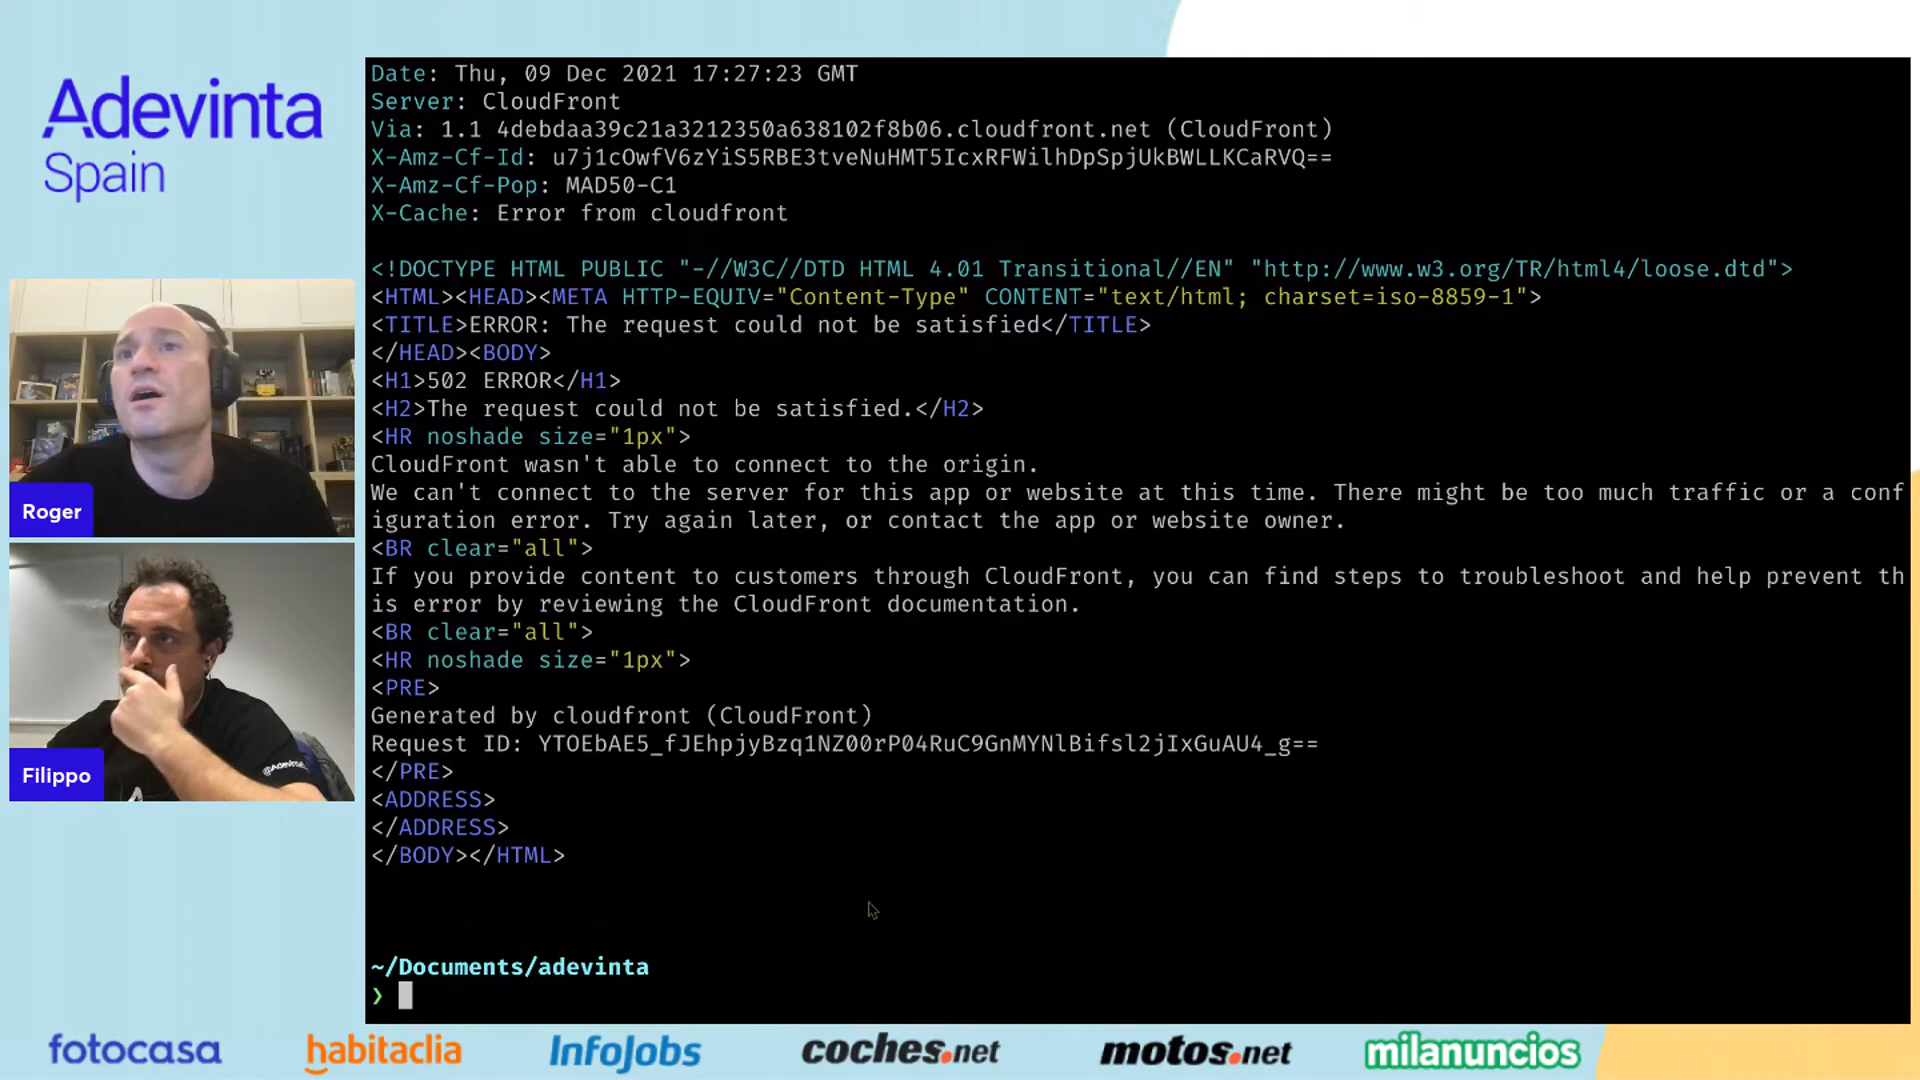 Adevinta
Spain
Roger
Filippo
Date: Thu, 09 Dec 2021 17:27:23 GMT
Server: CloudFront
Via: 1.1 4debdaa39c21a3212350a638102f8b06.cloudfront.net (CloudFront)
X-Amz-Cf-Id: u7j1cOwfV6zYiS5RBE3tveNuHMT5IcxRFWilhDpSpjUkBWLLKCaRVQ==
X-Amz-Cf-Pop: MAD50-C1
X-Cache: Error from cloudfront
<!DOCTYPE HTML PUBLIC "-//W3C//DTD HTML 4.01 Transitional//EN" "http://www.w3.org/TR/html4/loose.dtd">
<HTML><HEAD><META HTTP-EQUIV="Content-Type" CONTENT="text/html; charset=iso-8859-1">
<TITLE>ERROR: The request could not be satisfied</TITLE>
</HEAD><BODY>
<H1>502 ERROR</H1>
<H2>The request could not be satisfied.</H2>
<HR noshade size="1px">
CloudFront wasn't able to connect to the origin.
We can't connect to the server for this app or website at this time. There might be too much traffic or a conf
iguration error. Try again later, or contact the app or website owner.
<BR clear="all">
If you provide content to customers through CloudFront, you can find steps to troubleshoot and help prevent th
is error by reviewing the CloudFront documentation.
<BR clear="all">
<HR noshade size="1px">
<PRE>
Generated by cloudfront (CloudFront)
Request ID: YTOEbAE5_fJEhpjyBzq1NZ00rP04RuC9GnMYNlBifsl2jIxGuAU4_g==
</PRE>
<ADDRESS>
</ADDRESS>
</BODY></HTML>
~/Documents/adevinta
❯
fotocasa
habitaclia
InfoJobs
coches.net
motos.net
milanuncios